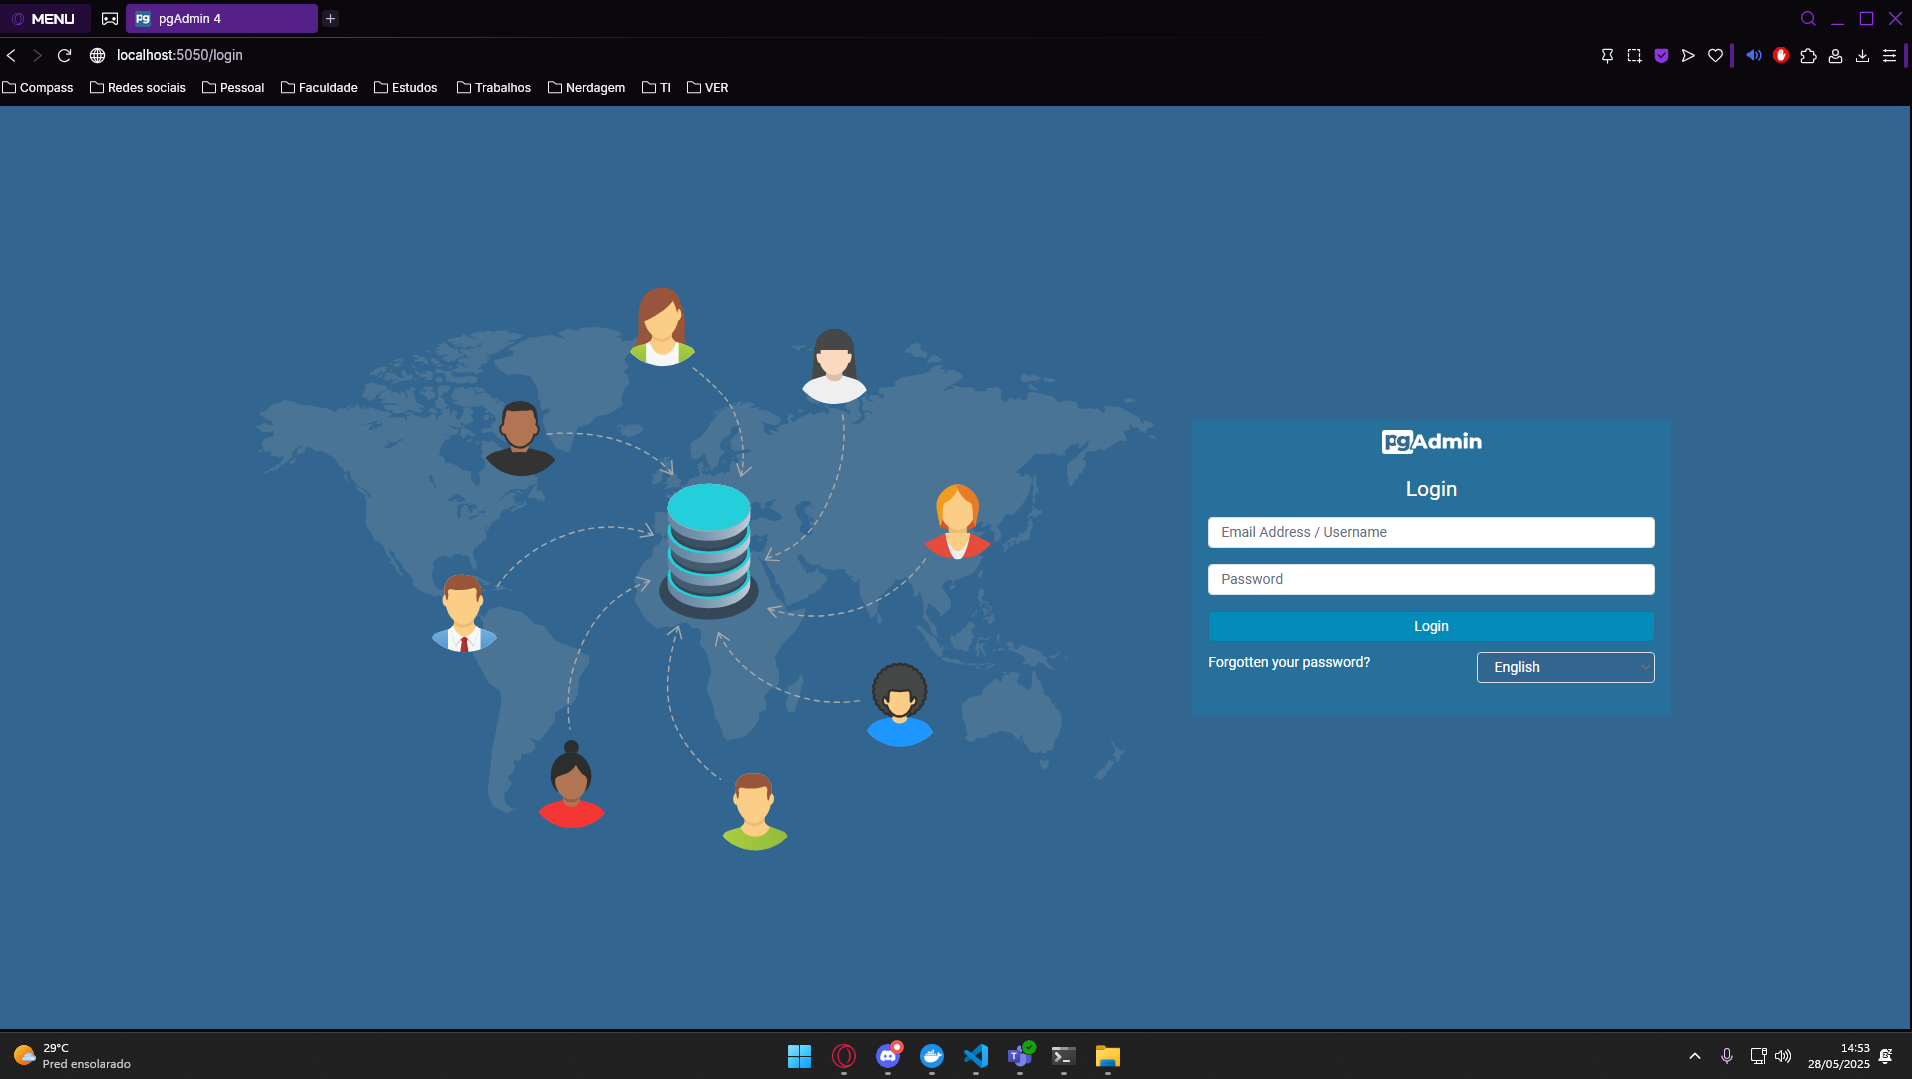 MENU
pgAdmin 4
localhost:5050/login
Compass
Redes sociais
Pessoal
Faculdade
Estudos
Trabalhos
Nerdagem
TI
VER
pgAdmin
Login
Email Address / Username
Password
Login
Forgotten your password?
English
29°C
Pred ensolarado
14:53
28/05/2025